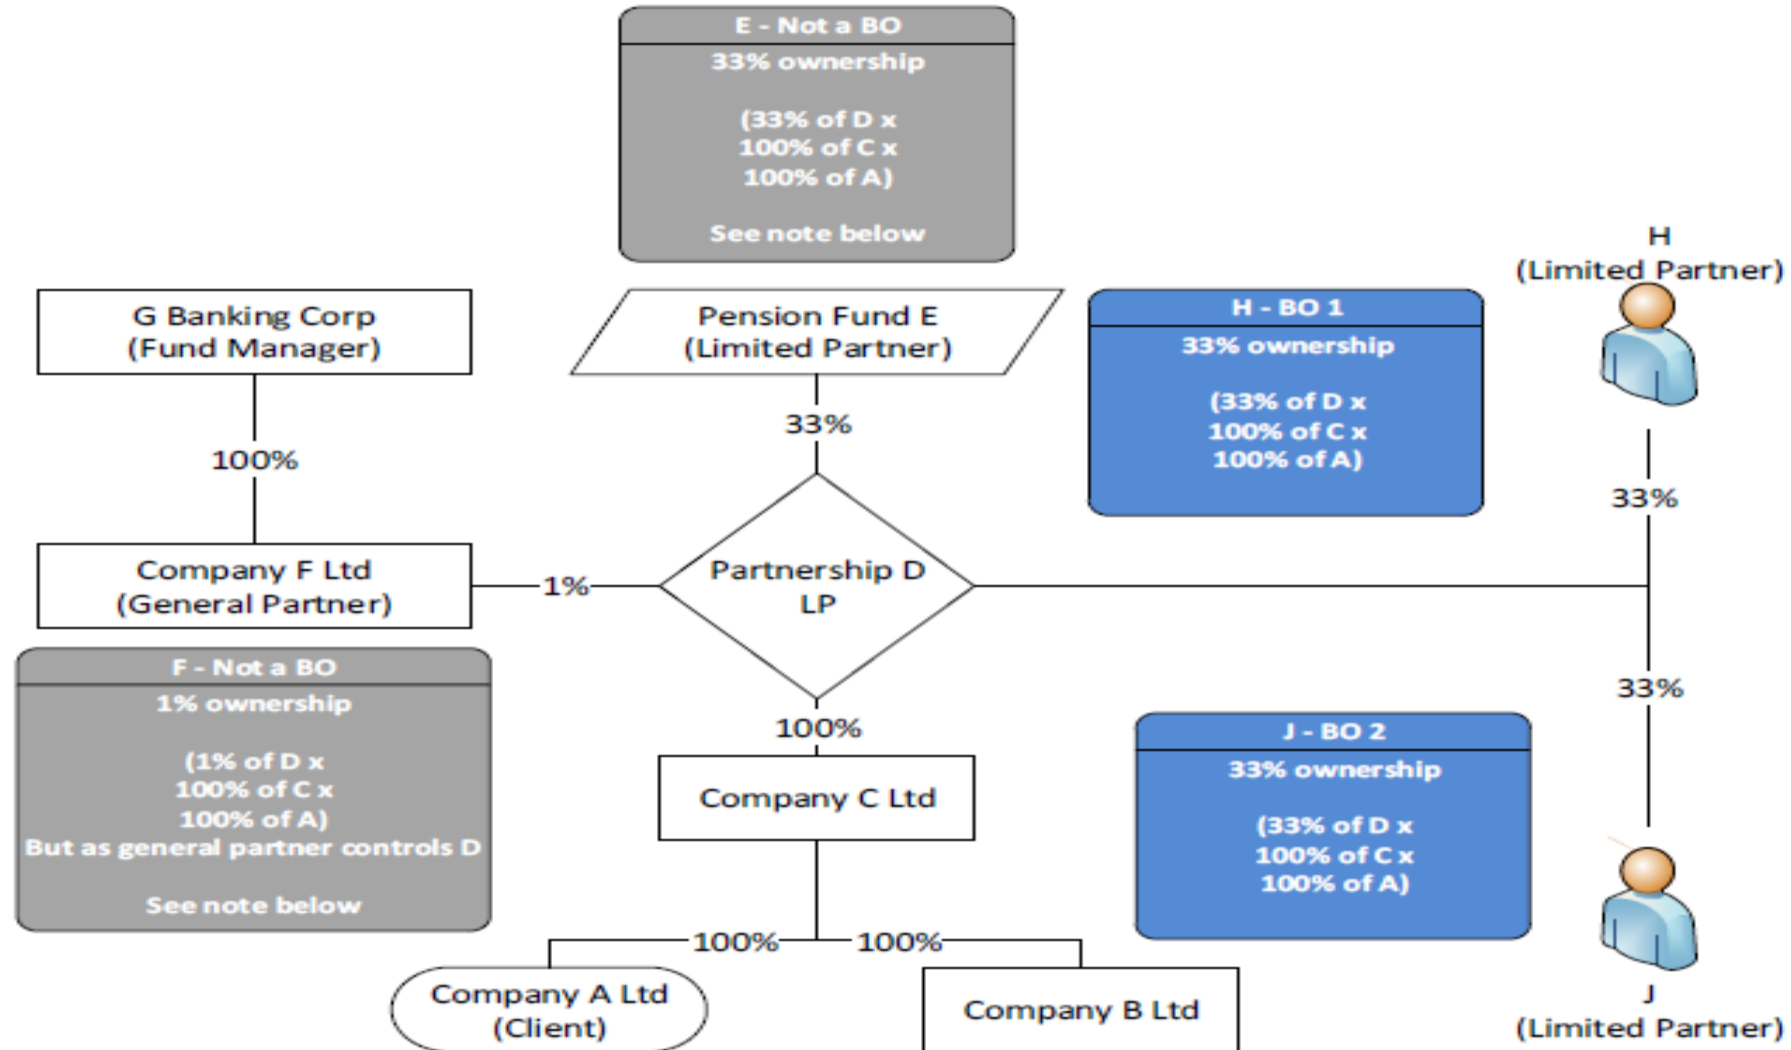 E - Not a BO
33% ownership
(33% of D x
100% of C x
100% of A)
See note below
H
(Limited Partner)
G Banking Corp
(Fund Manager)
Pension Fund E
(Limited Partner)
H - BO 1
33% ownership
(33% of D x
100% of C x
100% of A)
33%
100%
33%
Company F Ltd
(General Partner)
1%
Partnership D
LP
F - Not a BO
1% ownership
(1% of D x
100% of C x
100% of A)
But as general partner controls D
See note below
33%
100%
Company C Ltd
J - BO 2
33% ownership
(33% of D x
100% of C x
100% of A)
100%
100%
Company A Ltd
(Client)
Company B Ltd
J
(Limited Partner)